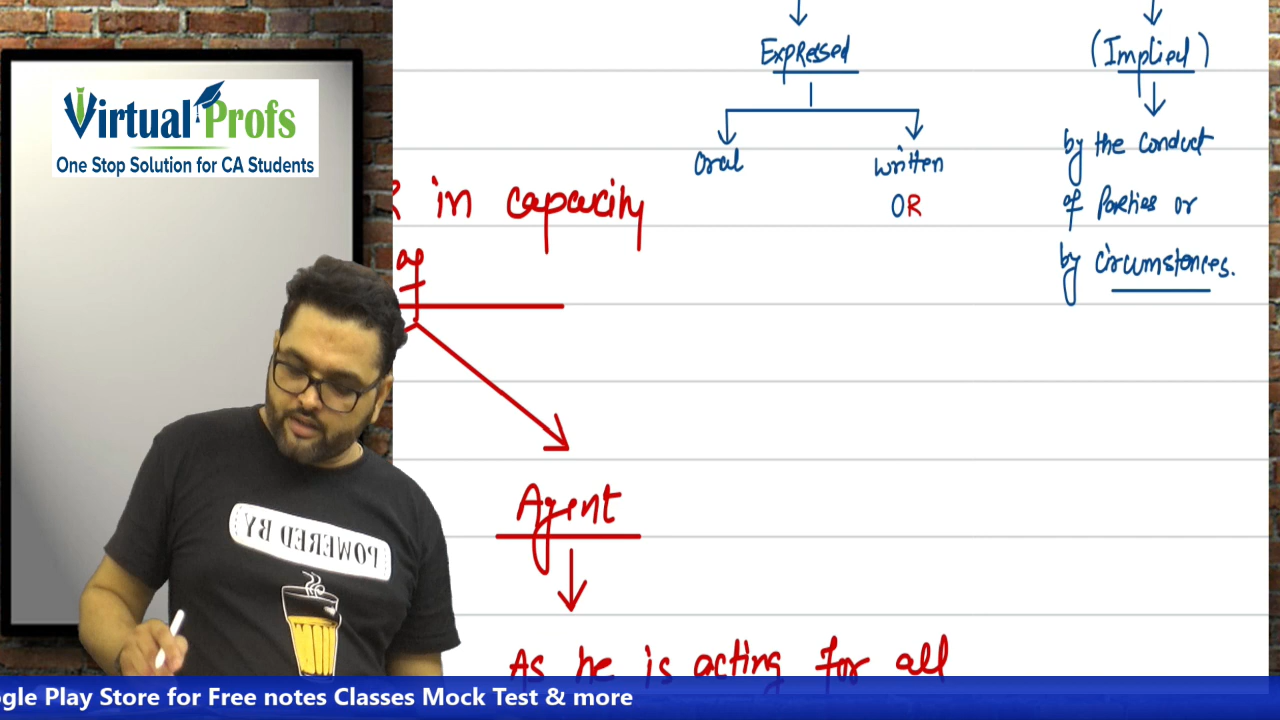 Virtual Profs
One Stop Solution for CA Students
Expressed
(Implied)
Oral
written
OR
by the conduct
of Parties or
by circumstances.
R in capacity
of
Agent
As he is acting for all
POWERED BY
gle Play Store for Free notes Classes Mock Test & more